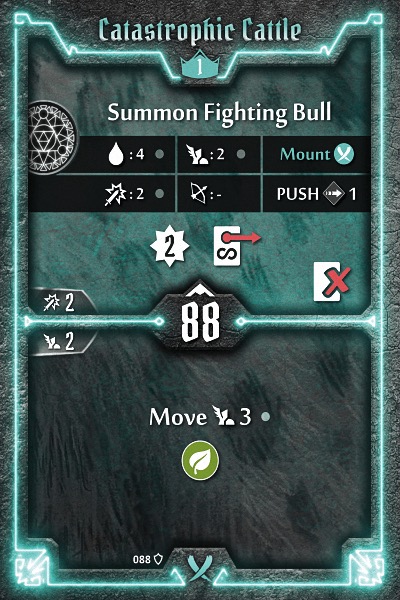 Catastrophic Cattle
1
Summon Fighting Bull
: 4 : 2 Mount
: 2 : - PUSH 1
2 S
2
88
2
Move 3
088